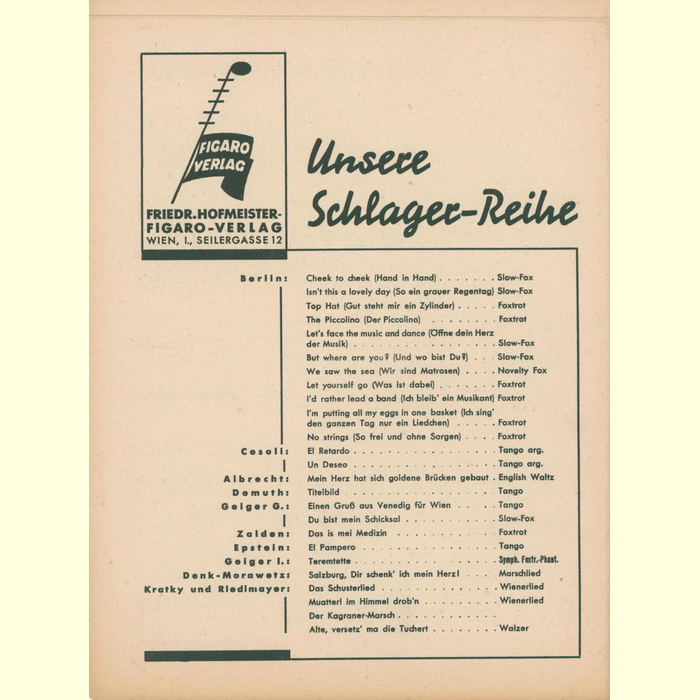 FIGARO
VERLAG
FRIEDR. HOFMEISTER-
FIGARO-VERLAG
WIEN, I., SEILERGASSE 12
Unsere
Schlager-Reihe
Berlin: Cheek to cheek (Hand in Hand) . . . . . . . Slow-Fox
Isn't this a lovely day (So ein grauer Regentag) Slow-Fox
Top Hat (Gut steht mir ein Zylinder) . . . . . Foxtrot
The Piccolino (Der Piccolino) . . . . . . . . Foxtrot
Let's face the music and dance (Öffne dein Herz
der Musik) . . . . . . . . . . . . . . . . . . Slow-Fox
But where are you? (Und wo bist Du?) . . . Slow-Fox
We saw the sea (Wir sind Matrosen) . . . . Novelty Fox
Let yourself go (Was ist dabei) . . . . . . . Foxtrot
I'd rather lead a band (Ich bleib' ein Musikant) Foxtrot
I'm putting all my eggs in one basket (Ich sing'
den ganzen Tag nur ein Liedchen) . . . . . Foxtrot
No strings (So frei und ohne Sorgen) . . . . Foxtrot
Cosoli: El Retardo . . . . . . . . . . . . . . . . . Tango arg.
Un Deseo . . . . . . . . . . . . . . . . . . Tango arg.
Albrecht: Mein Herz hat sich goldene Brücken gebaut . English Waltz
Demuth: Titelbild . . . . . . . . . . . . . . . . . . Tango
Geiger G.: Einen Gruß aus Venedig für Wien . . . . . Tango
Du bist mein Schicksal . . . . . . . . . . . Slow-Fox
Zaiden: Das is mei Medizin . . . . . . . . . . . . Foxtrot
Epstein: El Pampero . . . . . . . . . . . . . . . . Tango
Geiger I.: Teremtette . . . . . . . . . . . . . . . . . Symph. Foxtr.-Phant.
Denk-Morawetz: Salzburg, Dir schenk' ich mein Herz! . . . . Marschlied
Kratky und Riedlmayer: Das Schusterlied . . . . . . . . . . . . . . Wienerlied
Muatterl im Himmel drob'n . . . . . . . . . Wienerlied
Der Kagraner-Marsch . . . . . . . . . . . .
Alte, versetz' ma die Tuchert . . . . . . . . Walzer